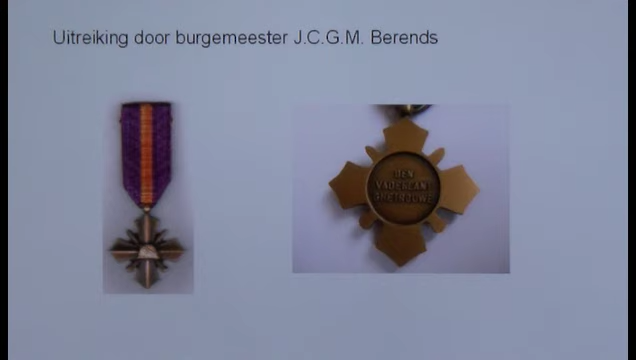 Uitreiking door burgemeester J.C.G.M. Berends
DEN
VADERLANT
GHETROUWE